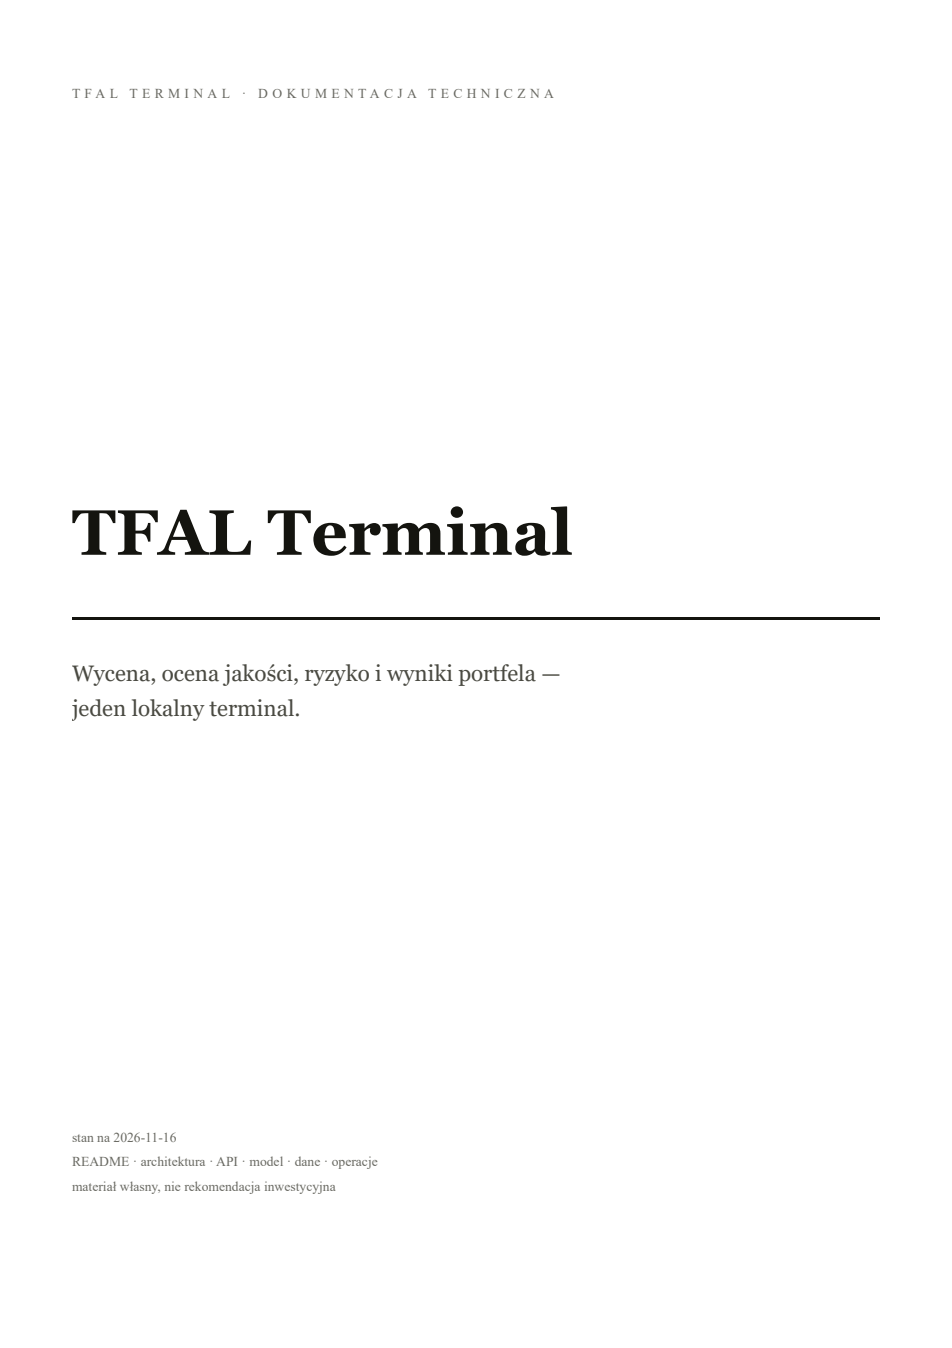 TFAL TERMINAL · DOKUMENTACJA TECHNICZNA
TFAL Terminal
Wycena, ocena jakości, ryzyko i wyniki portfela —
jeden lokalny terminal.
stan na 2026-11-16
README · architektura · API · model · dane · operacje
materiał własny, nie rekomendacja inwestycyjna